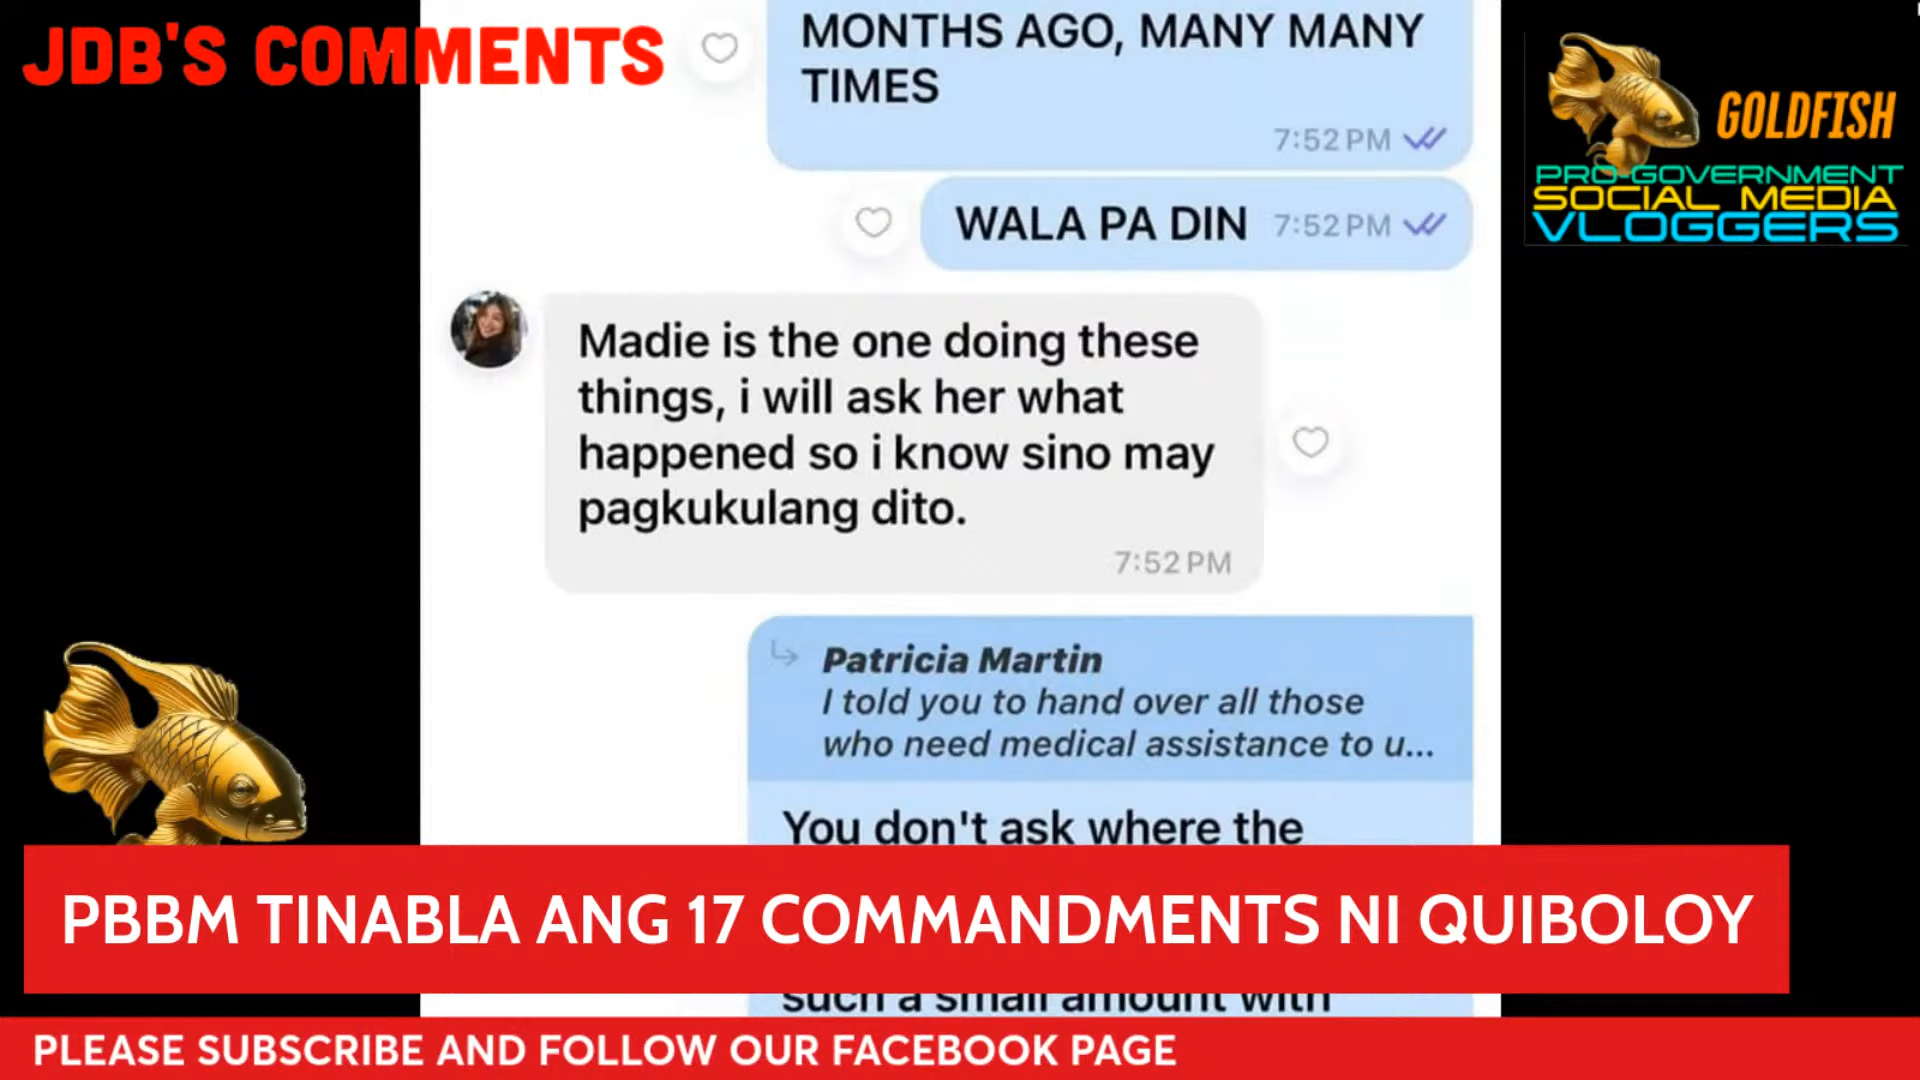 JDB'S COMMENTS
MONTHS AGO, MANY MANY
TIMES
7:52 PM
GOLDFISH
PRO-GOVERNMENT
SOCIAL MEDIA
VLOGGERS
WALA PA DIN 7:52 PM
Madie is the one doing these
things, i will ask her what
happened so i know sino may
pagkukulang dito.
7:52 PM
Patricia Martin
I told you to hand over all those
who need medical assistance to u...
You don't ask where the
PBBM TINABLA ANG 17 COMMANDMENTS NI QUIBOLOY
such a small amount with
PLEASE SUBSCRIBE AND FOLLOW OUR FACEBOOK PAGE